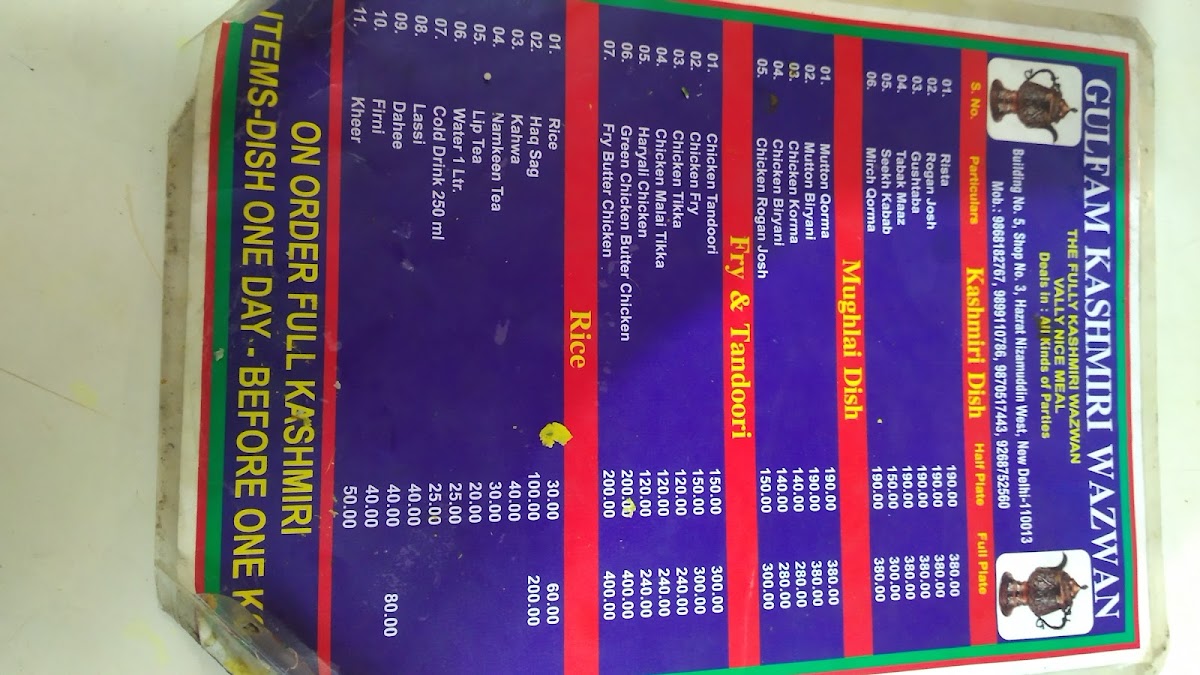 GULFAM KASHMIRI WAZWAN
THE FULLY KASHMIRI WAZWAN
VALLY NICE MEAL
Deals in : All Kinds of Parties
Building No. 5, Shop No. 3, Hazrat Nizamuddin West, New Delhi-110013
Mob.: 9868182767, 9899110786, 9870517443, 9268752560
S. No. Particulars Kashmiri Dish Half Plate Full Plate
01. Rista 190.00 380.00
02. Rogan Josh 190.00 380.00
03. Gushtaba 190.00 380.00
04. Tabak Maaz 190.00 380.00
05. Seekh Kabab 150.00 300.00
06. Mirch Qorma 190.00 390.00
Mughlai Dish
01. Mutton Qorma 190.00 380.00
02. Mutton Biryani 190.00 380.00
03. Chicken Korma 140.00 280.00
04. Chicken Biryani 140.00 280.00
05. Chicken Rogan Josh 150.00 300.00
Fry & Tandoori
01. Chicken Tandoori 150.00 300.00
02. Chicken Fry 150.00 300.00
03. Chicken Tikka 120.00 240.00
04. Chicken Malai Tikka 120.00 240.00
05. Haryali Chicken 120.00 240.00
06. Green Chicken Butter Chicken 200.00 400.00
07. Fry Butter Chicken 200.00 400.00
Rice
01. Rice 30.00 60.00
02. Haq Sag 100.00 200.00
03. Kahwa 40.00
04. Namkeen Tea 30.00
05. Lip Tea 20.00
06. Water 1 Ltr. 25.00
07. Cold Drink 250 ml 25.00
08. Lassi 40.00
09. Dahee 40.00 80.00
10. Firni 40.00
11. Kheer 50.00
ON ORDER FULL KASHMIRI
ITEMS-DISH ONE DAY - BEFORE ONE